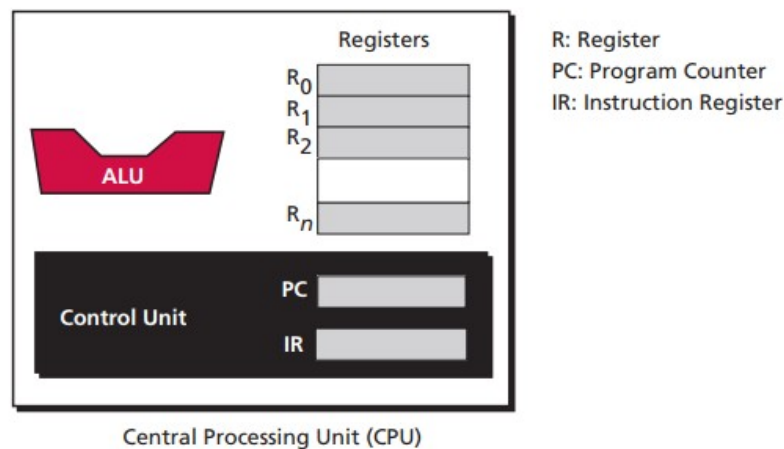 Registers
R0
R1
R2
Rn
ALU
Control Unit
PC
IR
Central Processing Unit (CPU)
R: Register
PC: Program Counter
IR: Instruction Register